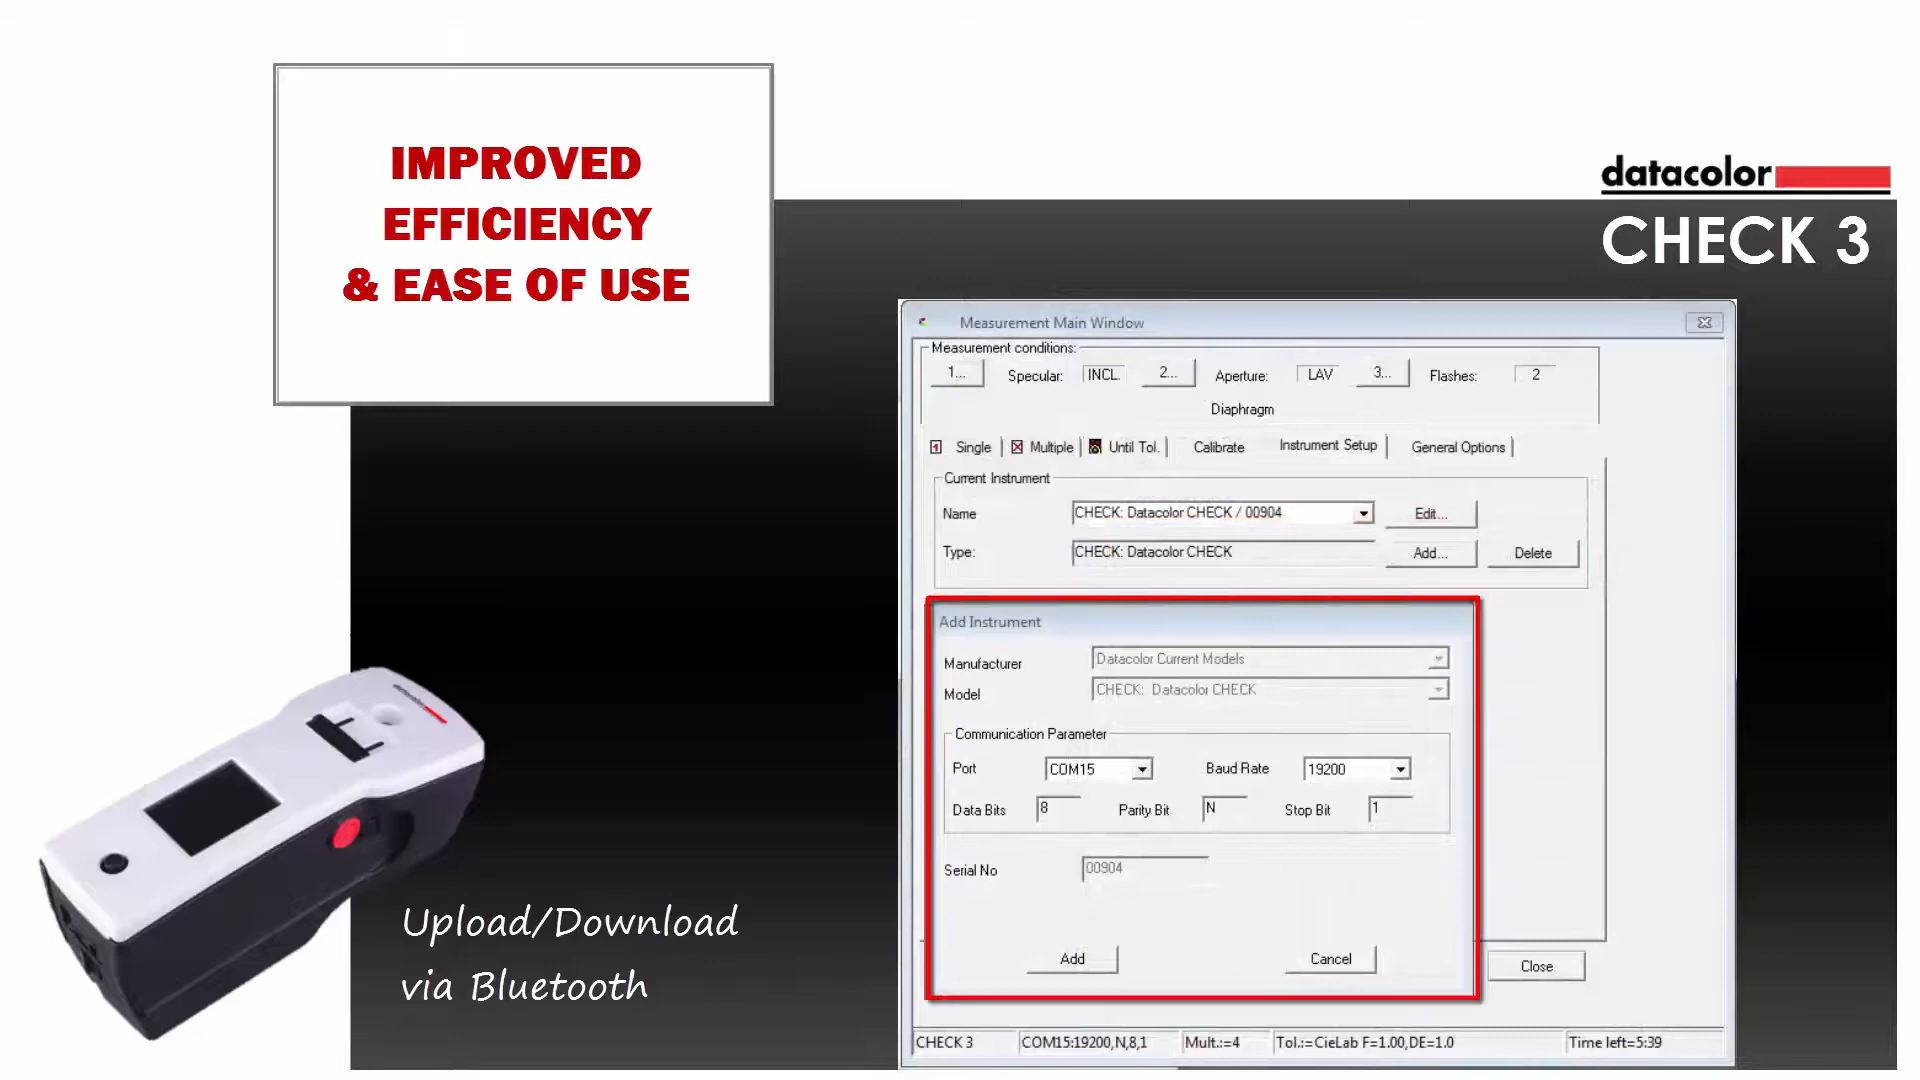 IMPROVED
EFFICIENCY
& EASE OF USE
datacolor
CHECK 3
Measurement Main Window
Measurement conditions:
1... Specular: INCL. 2... Aperture: LAV 3... Flashes: 2
Diaphragm
1 Single Multiple Until Tol. Calibrate Instrument Setup General Options
Current Instrument
Name CHECK: Datacolor CHECK / 00904 Edit...
Type: CHECK: Datacolor CHECK Add... Delete
Add Instrument
Manufacturer Datacolor Current Models
Model CHECK: Datacolor CHECK
Communication Parameter
Port COM15 Baud Rate 19200
Data Bits 8 Parity Bit N Stop Bit 1
Serial No 00904
Add Cancel
Close
CHECK 3 COM15:19200,N,8,1 Mult.:=4 Tol.:=CieLab F=1.00,DE=1.0 Time left=5:39
datacolor
Upload/Download
via Bluetooth